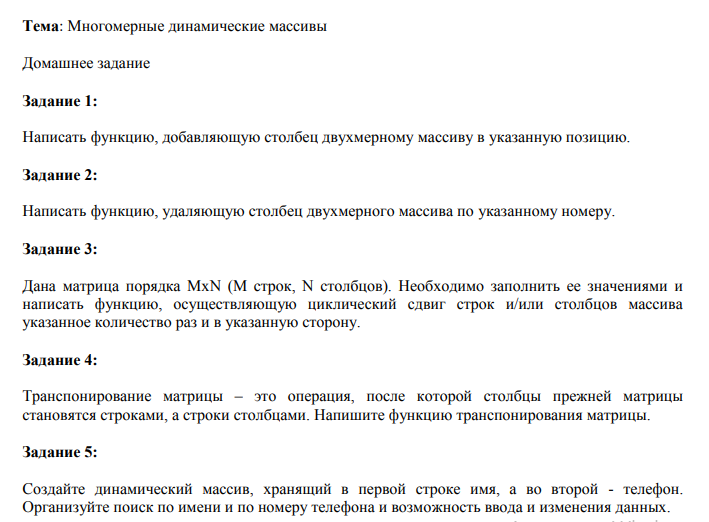 Тема: Многомерные динамические массивы
Домашнее задание
Задание 1:
Написать функцию, добавляющую столбец двухмерному массиву в указанную позицию.
Задание 2:
Написать функцию, удаляющую столбец двухмерного массива по указанному номеру.
Задание 3:
Дана матрица порядка MxN (M строк, N столбцов). Необходимо заполнить ее значениями и
написать функцию, осуществляющую циклический сдвиг строк и/или столбцов массива
указанное количество раз и в указанную сторону.
Задание 4:
Транспонирование матрицы – это операция, после которой столбцы прежней матрицы
становятся строками, а строки столбцами. Напишите функцию транспонирования матрицы.
Задание 5:
Создайте динамический массив, хранящий в первой строке имя, а во второй - телефон.
Организуйте поиск по имени и по номеру телефона и возможность ввода и изменения данных.